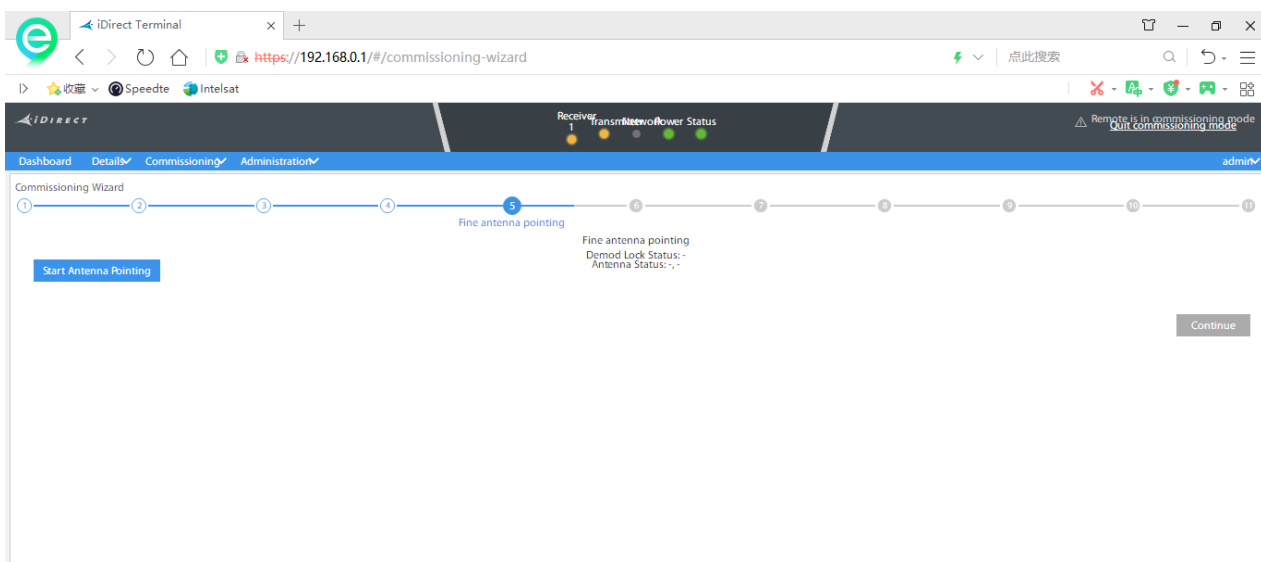 iDirect Terminal
https://192.168.0.1/#/commissioning-wizard
点此搜索
收藏 Speedte Intelsat
iDIRECT
Receiver 1 Transmitter Network Power Status
Remote is in commissioning mode
Quit commissioning mode
Dashboard Details Commissioning Administration admin
Commissioning Wizard
1 2 3 4 5 6 7 8 9 10 11
Fine antenna pointing
Fine antenna pointing
Demod Lock Status: -
Antenna Status: -, -
Start Antenna Pointing
Continue